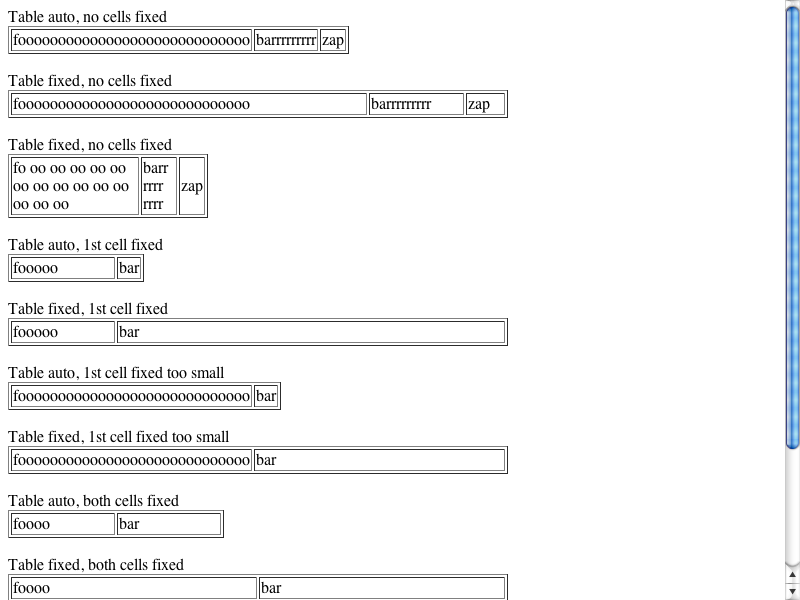 Table auto, no cells fixed
fooooooooooooooooooooooooooooo barrrrrrrrr zap
Table fixed, no cells fixed
fooooooooooooooooooooooooooooo barrrrrrrrr zap
Table fixed, no cells fixed
fo oo oo oo oo oo barr
oo oo oo oo oo oo rrrr zap
oo oo oo rrrr
Table auto, 1st cell fixed
fooooo bar
Table fixed, 1st cell fixed
fooooo bar
Table auto, 1st cell fixed too small
fooooooooooooooooooooooooooooo bar
Table fixed, 1st cell fixed too small
fooooooooooooooooooooooooooooo bar
Table auto, both cells fixed
foooo bar
Table fixed, both cells fixed
foooo bar